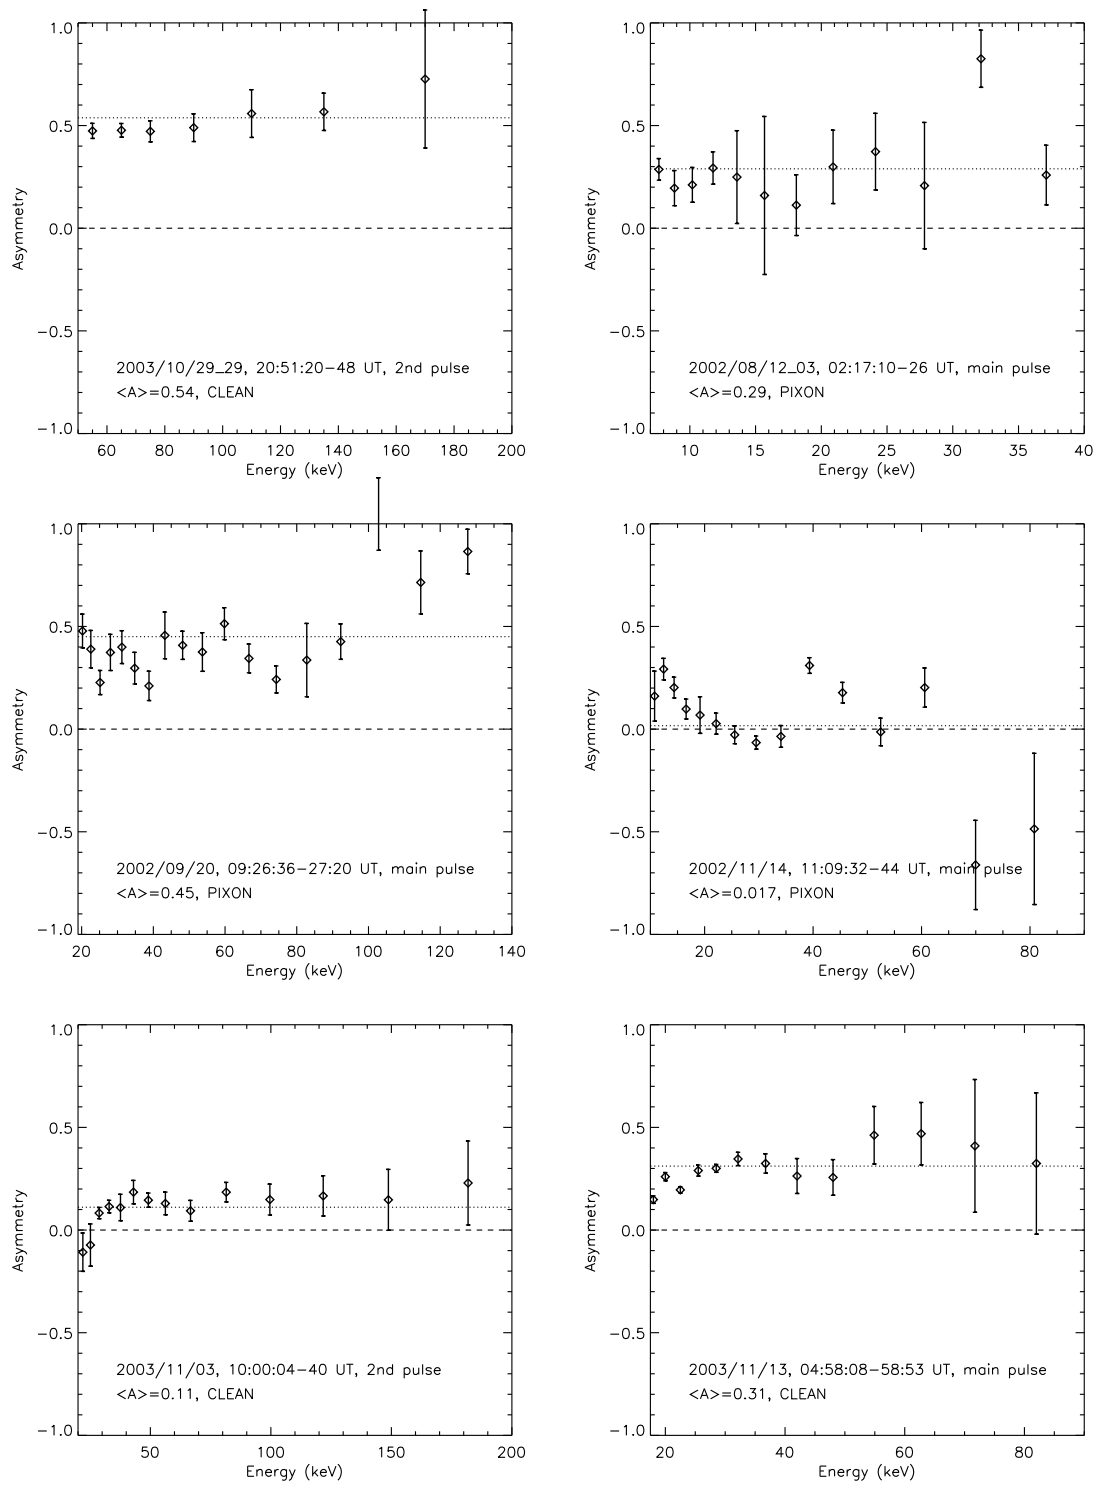 1.0
0.5
0.0
−0.5
−1.0
Asymmetry
2003/10/29_29, 20:51:20−48 UT, 2nd pulse
<A>=0.54, CLEAN
60 80 100 120 140 160 180 200
Energy (keV)
1.0
0.5
0.0
−0.5
−1.0
Asymmetry
2002/08/12_03, 02:17:10−26 UT, main pulse
<A>=0.29, PIXON
10 15 20 25 30 35 40
Energy (keV)
1.0
0.5
0.0
−0.5
−1.0
Asymmetry
2002/09/20, 09:26:36−27:20 UT, main pulse
<A>=0.45, PIXON
20 40 60 80 100 120 140
Energy (keV)
1.0
0.5
0.0
−0.5
−1.0
Asymmetry
2002/11/14, 11:09:32−44 UT, main pulse
<A>=0.017, PIXON
20 40 60 80
Energy (keV)
1.0
0.5
0.0
−0.5
−1.0
Asymmetry
2003/11/03, 10:00:04−40 UT, 2nd pulse
<A>=0.11, CLEAN
50 100 150 200
Energy (keV)
1.0
0.5
0.0
−0.5
−1.0
Asymmetry
2003/11/13, 04:58:08−58:53 UT, main pulse
<A>=0.31, CLEAN
20 40 60 80
Energy (keV)